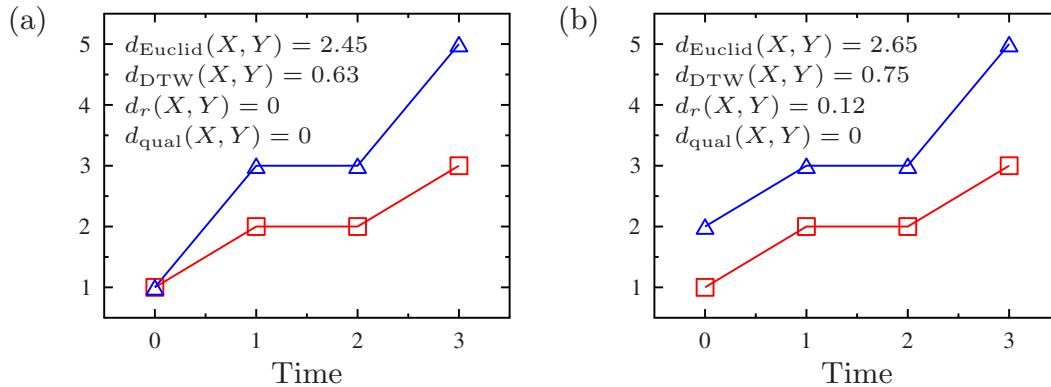 (a)
d_Euclid(X, Y) = 2.45
d_DTW(X, Y) = 0.63
d_r(X, Y) = 0
d_qual(X, Y) = 0
5
4
3
2
1
0 1 2 3
Time
(b)
d_Euclid(X, Y) = 2.65
d_DTW(X, Y) = 0.75
d_r(X, Y) = 0.12
d_qual(X, Y) = 0
5
4
3
2
1
0 1 2 3
Time